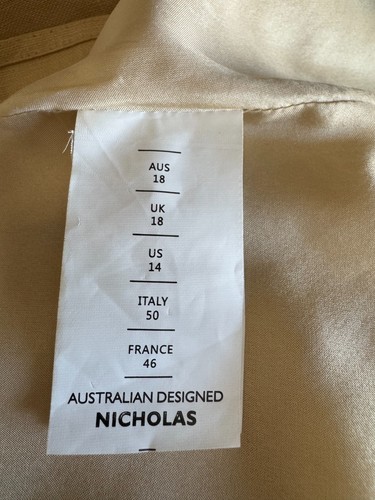 AUS
18
UK
18
US
14
ITALY
50
FRANCE
46
AUSTRALIAN DESIGNED
NICHOLAS